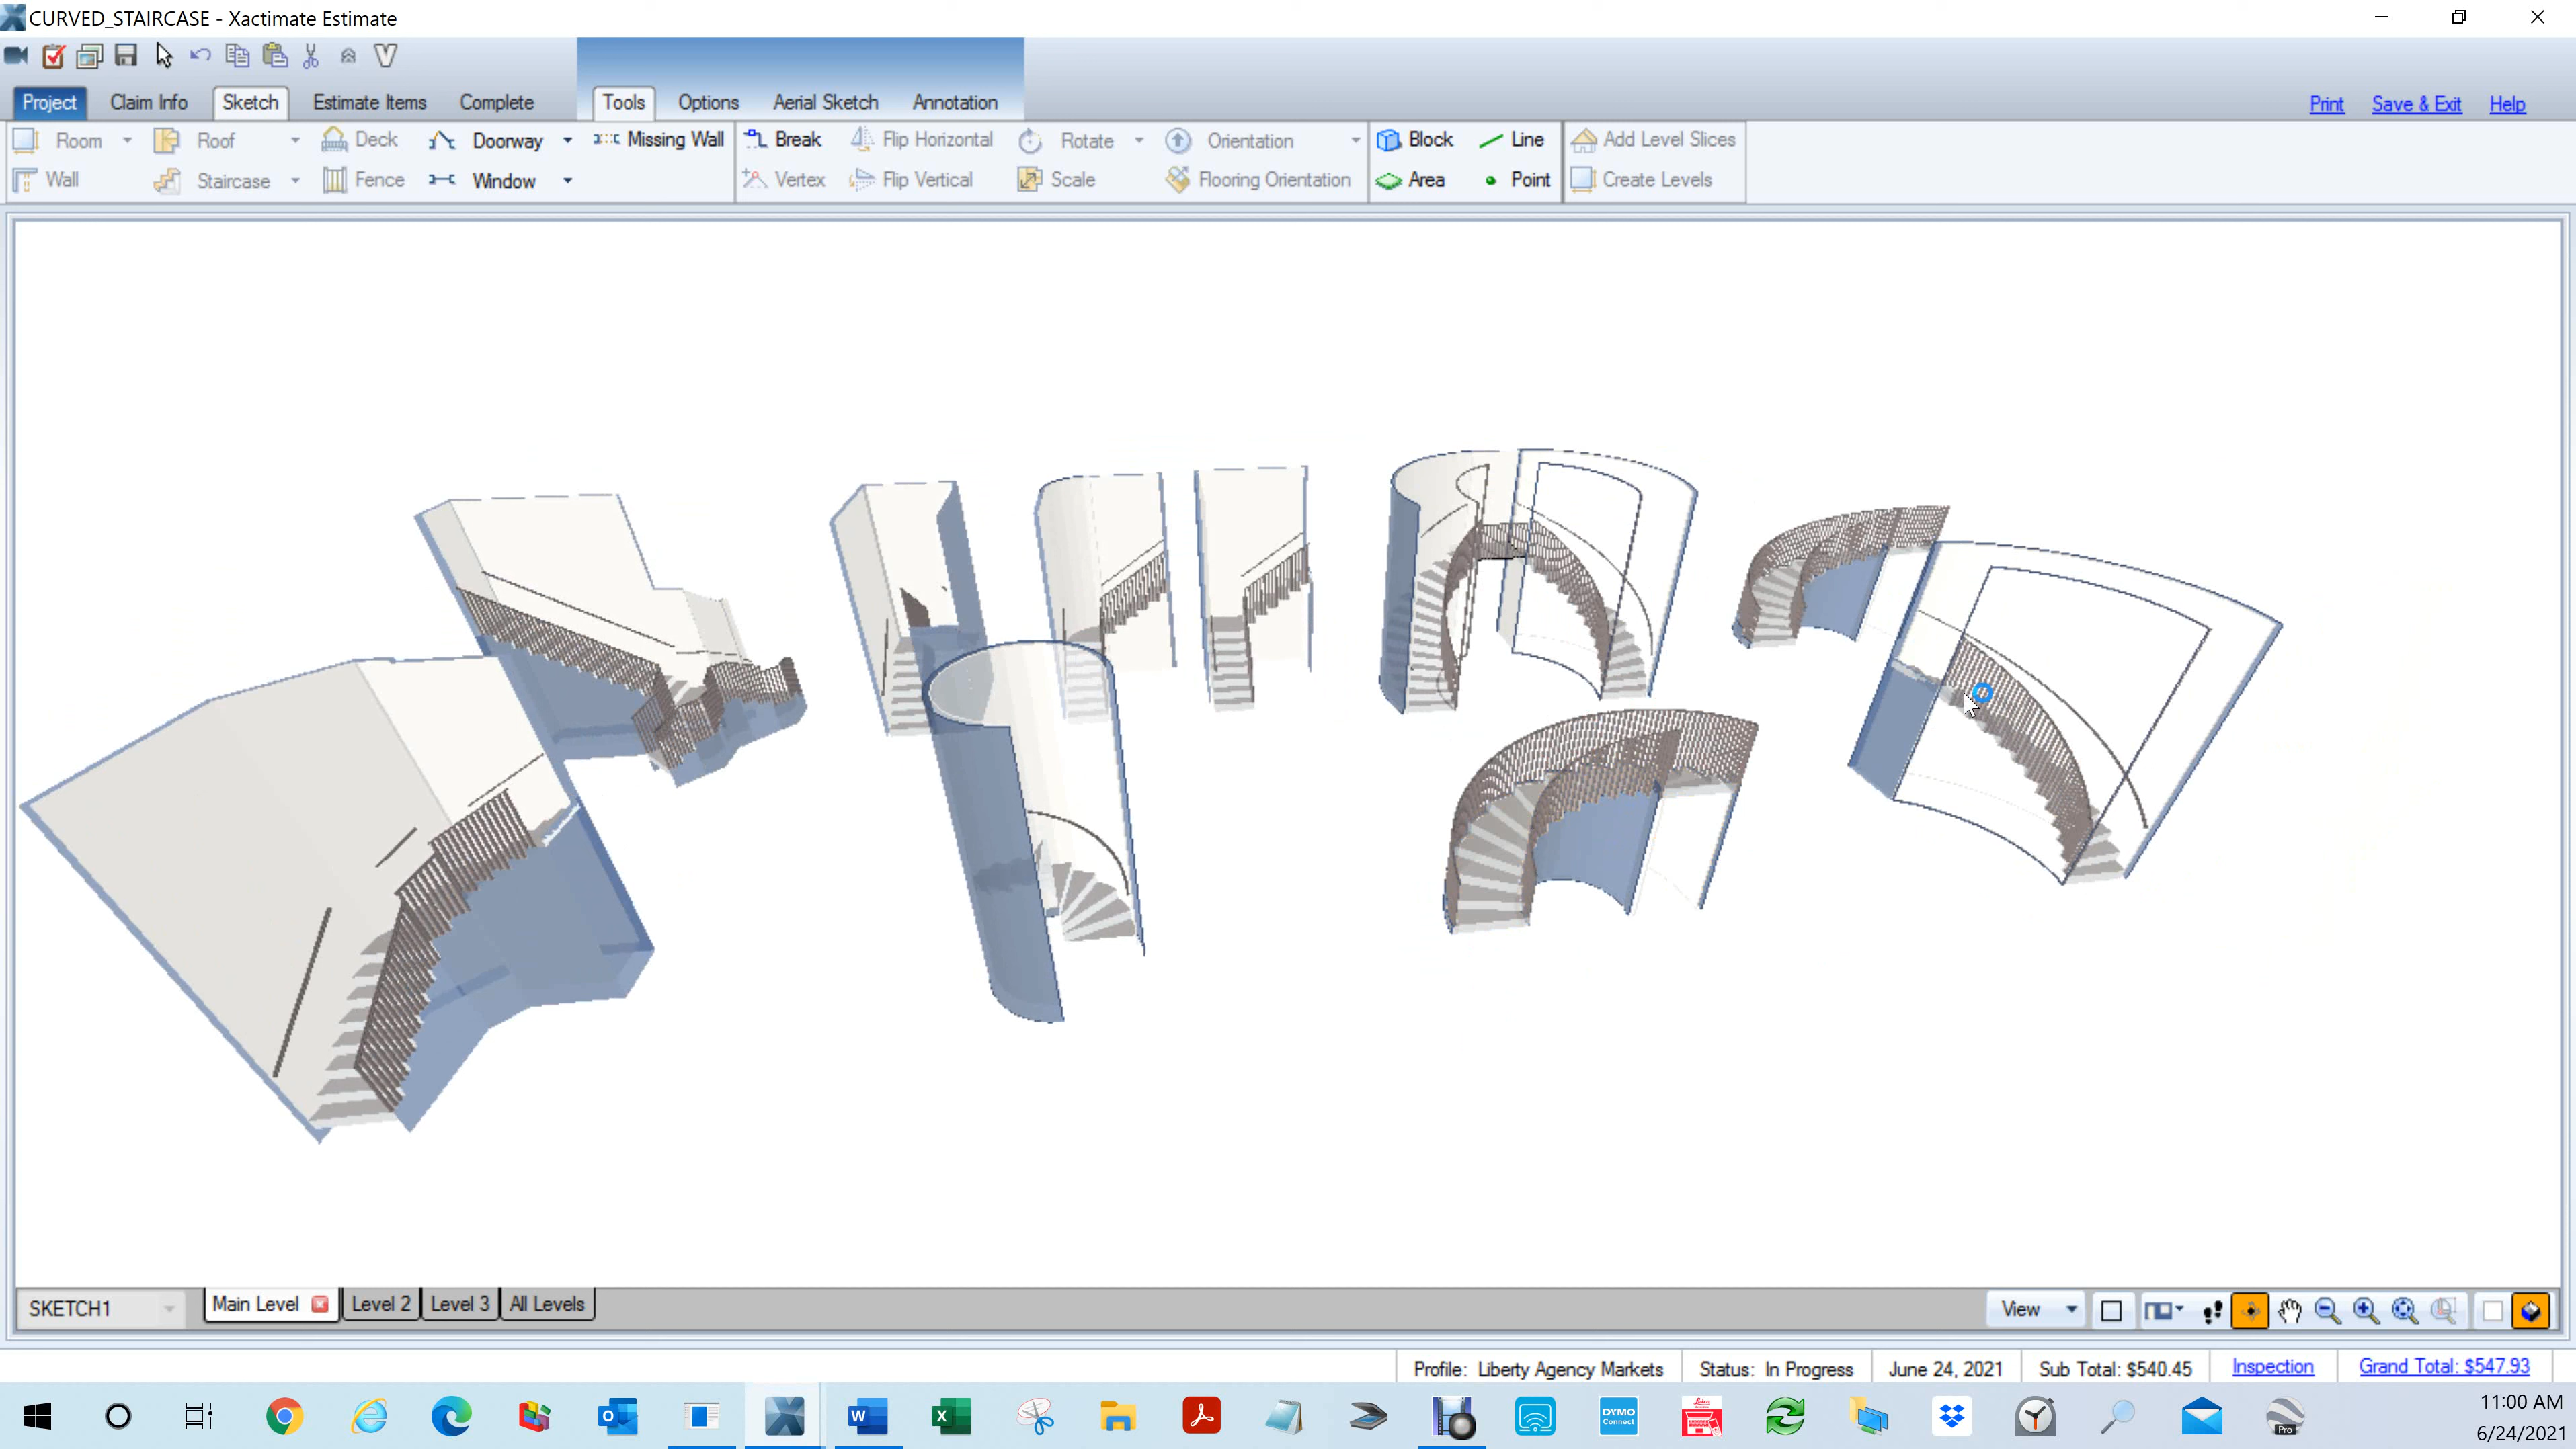 CURVED_STAIRCASE - Xactimate Estimate
Project Claim Info Sketch Estimate Items Complete Tools Options Aerial Sketch Annotation Print Save & Exit Help
Room Roof Deck Doorway Missing Wall Break Flip Horizontal Rotate Orientation Block Line Add Level Slices
Wall Staircase Fence Window Vertex Flip Vertical Scale Flooring Orientation Area Point Create Levels
SKETCH1 Main Level Level 2 Level 3 All Levels View
Profile: Liberty Agency Markets Status: In Progress June 24, 2021 Sub Total: $540.45 Inspection Grand Total: $547.93
11:00 AM
6/24/2021
DYMO
Connect
Leica
Pro